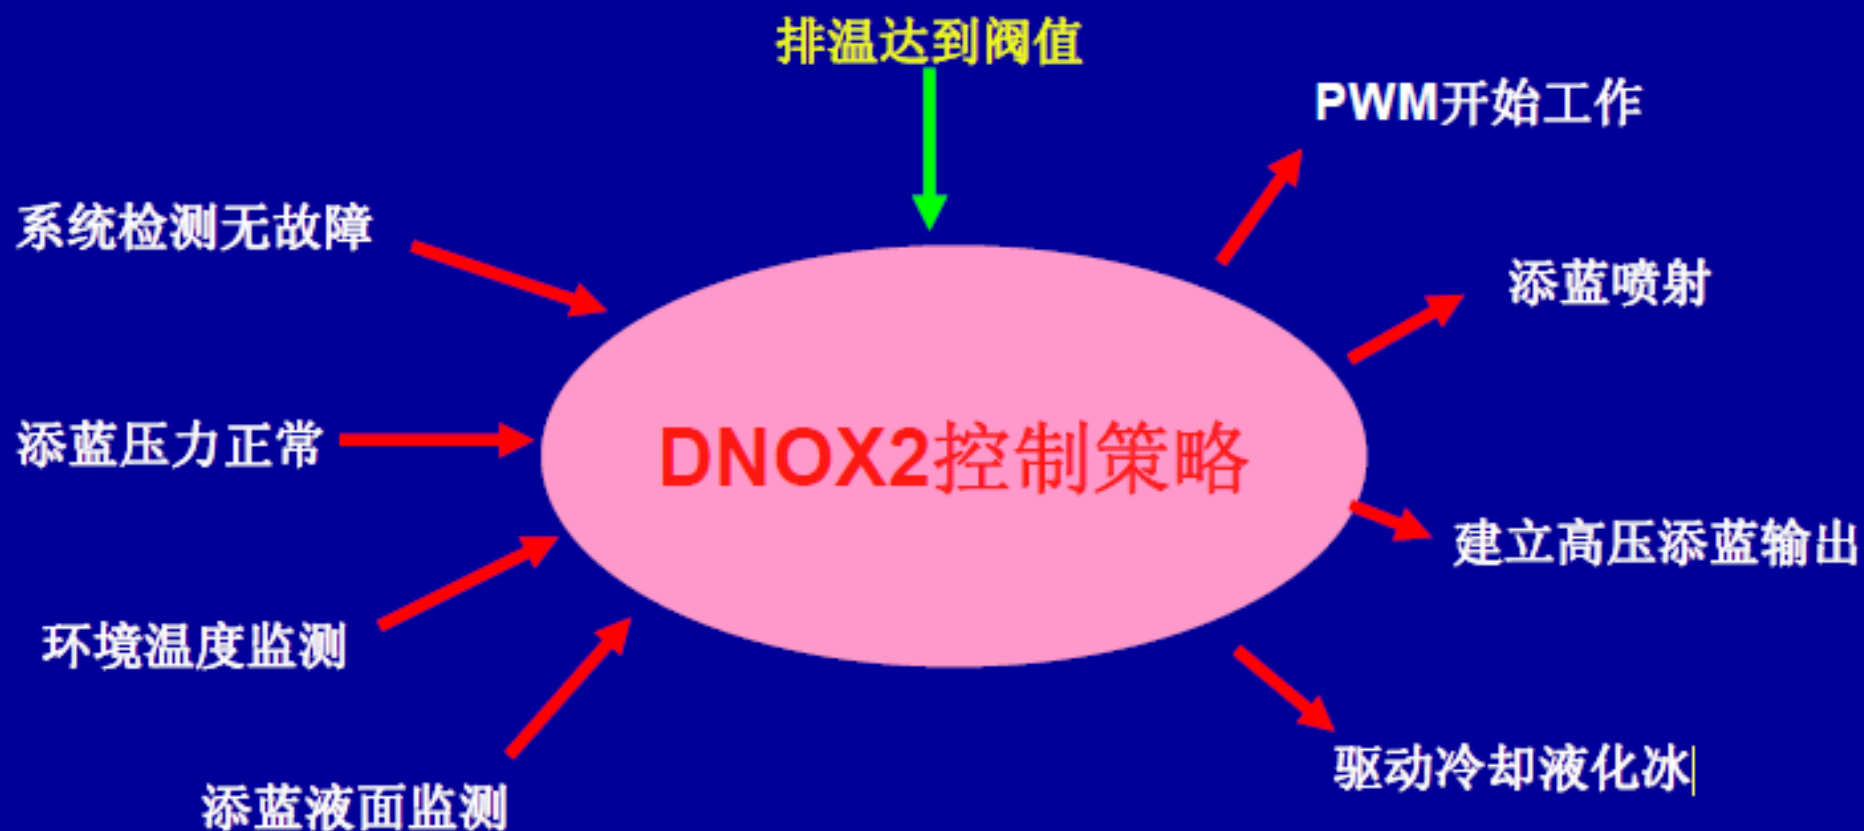 排温达到阀值
PWM开始工作
系统检测无故障
添蓝喷射
添蓝压力正常
DNOX2控制策略
建立高压添蓝输出
环境温度监测
驱动冷却液化冰
添蓝液面监测